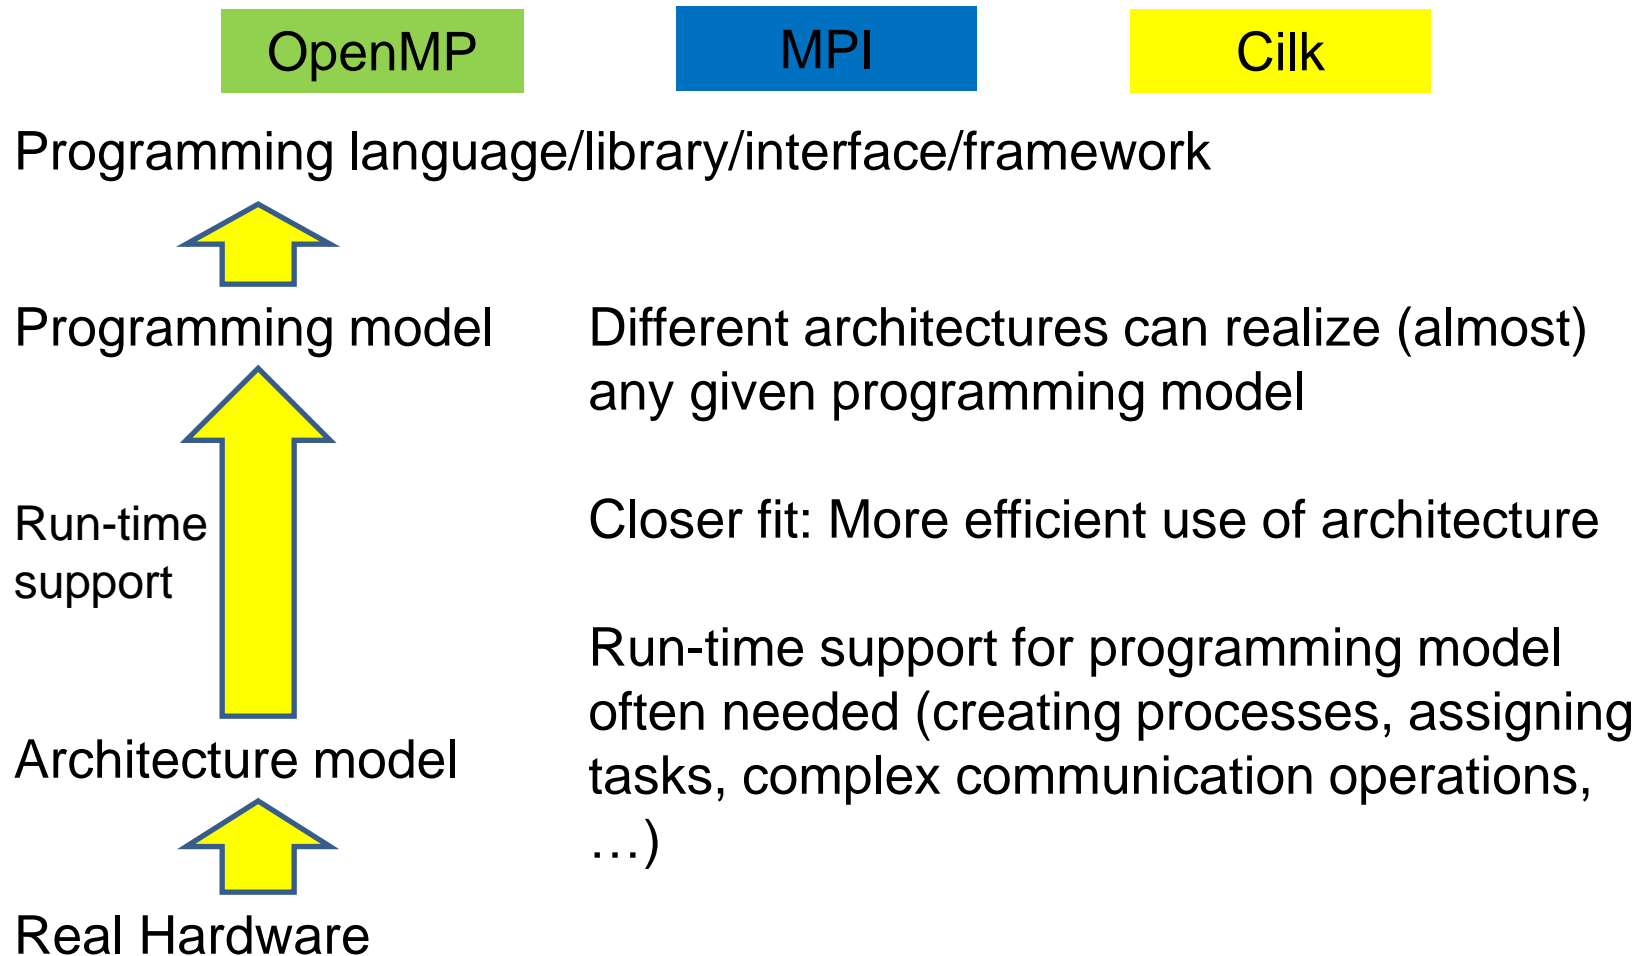 OpenMP MPI Cilk
Programming language/library/interface/framework
Programming model
Different architectures can realize (almost)
any given programming model
Run-time
support
Closer fit: More efficient use of architecture
Run-time support for programming model
often needed (creating processes, assigning
tasks, complex communication operations,
…)
Architecture model
Real Hardware